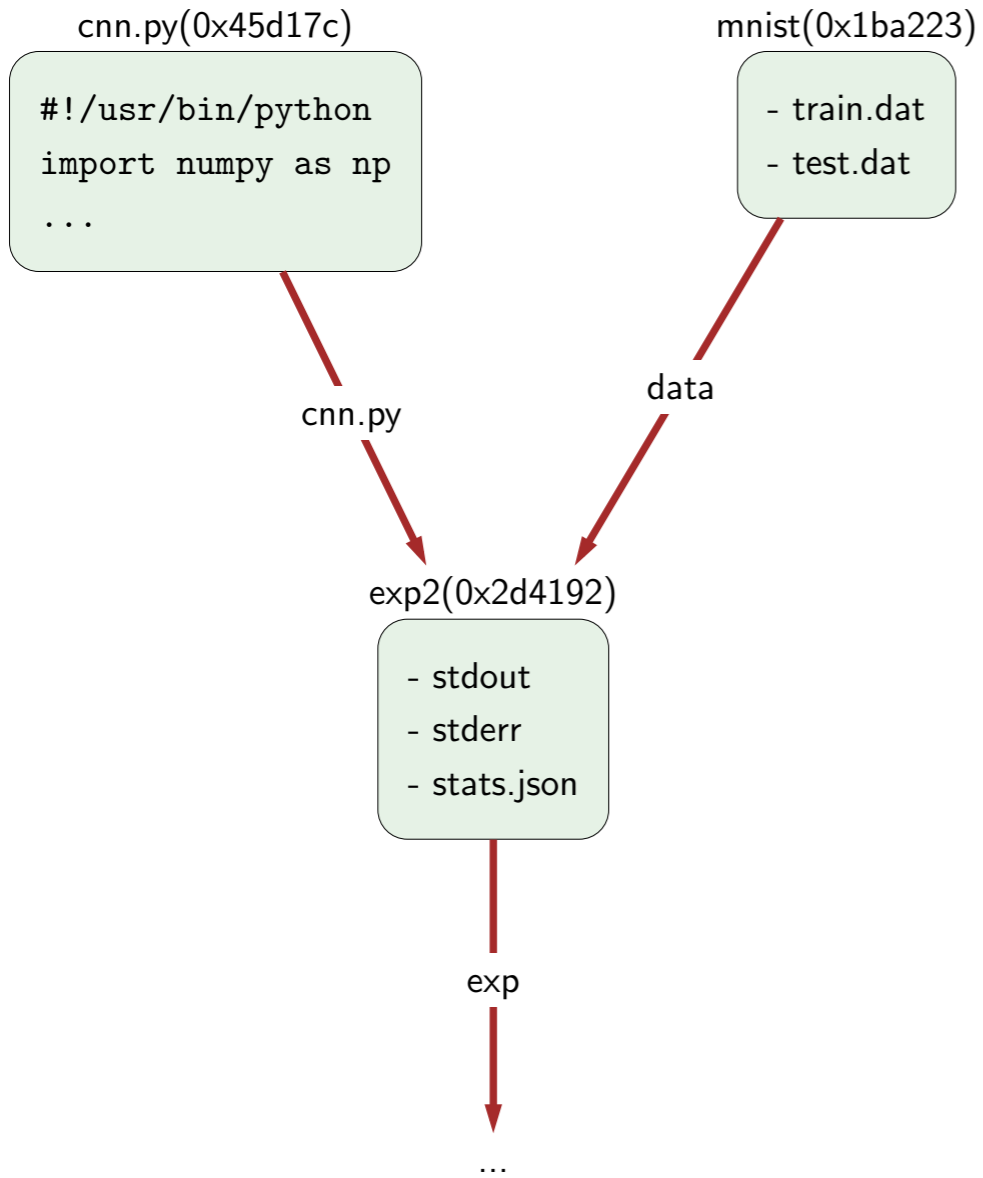 cnn.py(0x45d17c)
#!/usr/bin/python
import numpy as np
...
mnist(0x1ba223)
- train.dat
- test.dat
cnn.py
data
exp2(0x2d4192)
- stdout
- stderr
- stats.json
exp
...